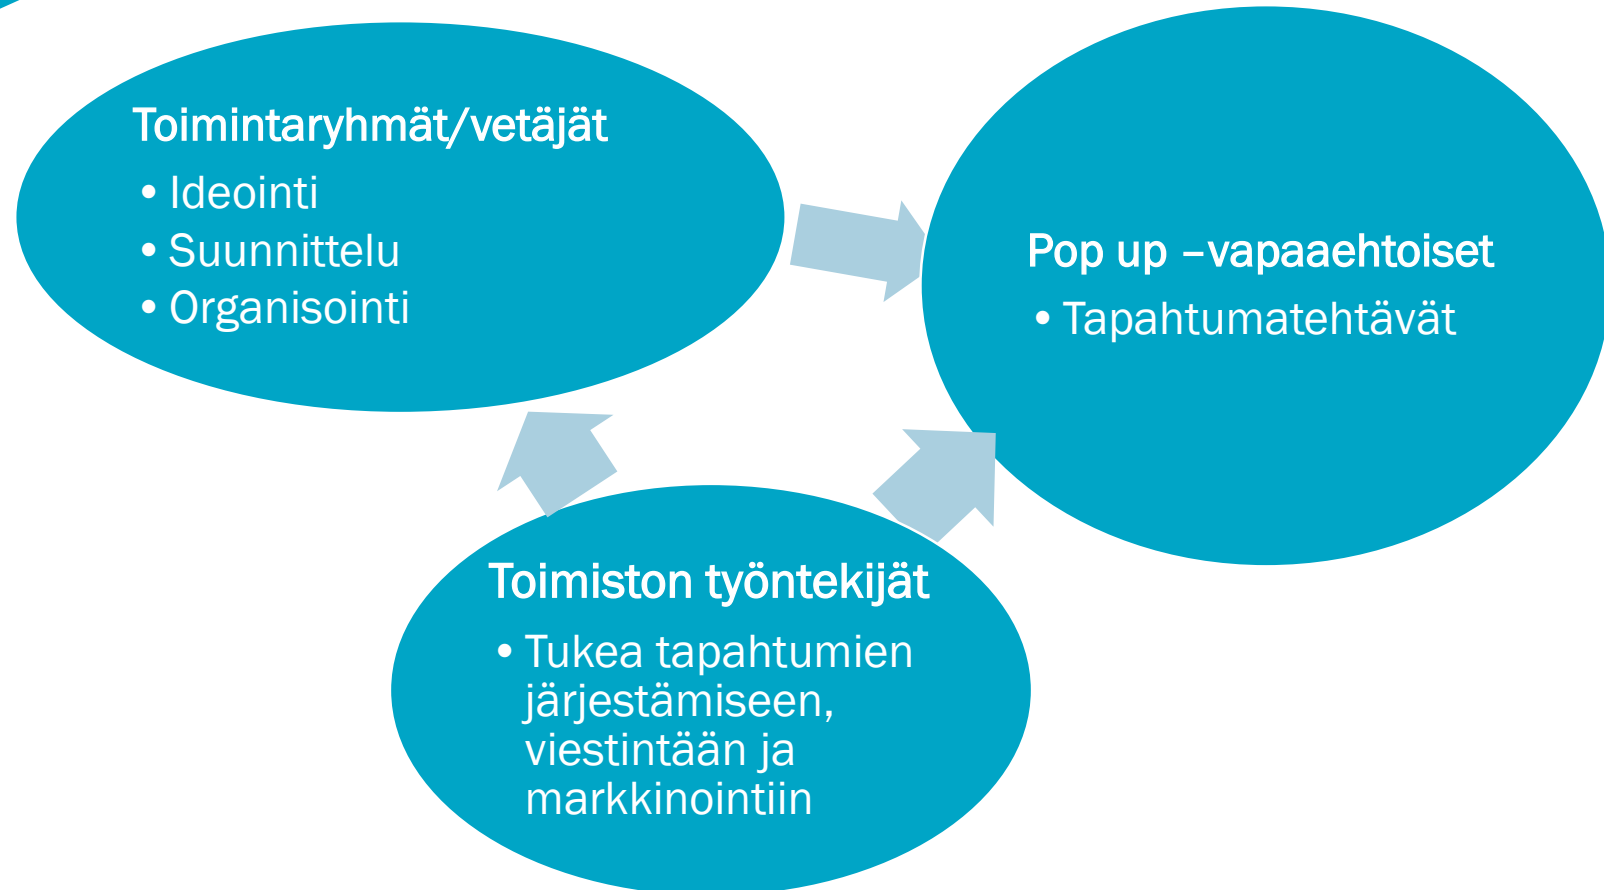 Toimintaryhmät/vetäjät
• Ideointi
• Suunnittelu
• Organisointi
Pop up –vapaaehtoiset
• Tapahtumatehtävät
Toimiston työntekijät
• Tukea tapahtumien
järjestämiseen,
viestintään ja
markkinointiin